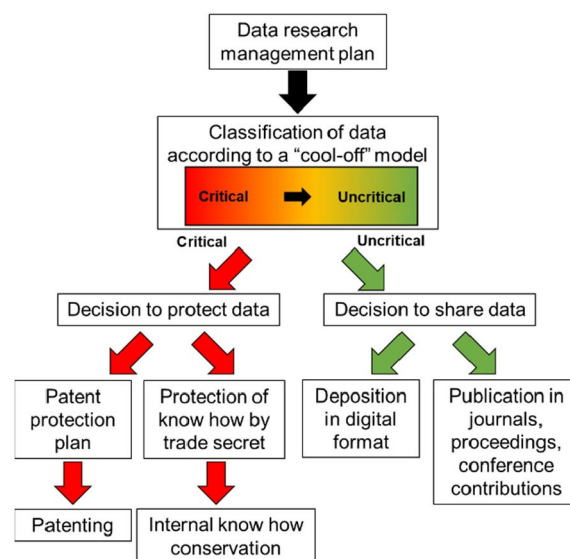 Data research
management plan
Classification of data
according to a “cool-off” model
Critical
Uncritical
Critical
Uncritical
Decision to protect data
Decision to share data
Patent
protection
plan
Protection of
know how by
trade secret
Deposition
in digital
format
Publication in
journals,
proceedings,
conference
contributions
Patenting
Internal know how
conservation